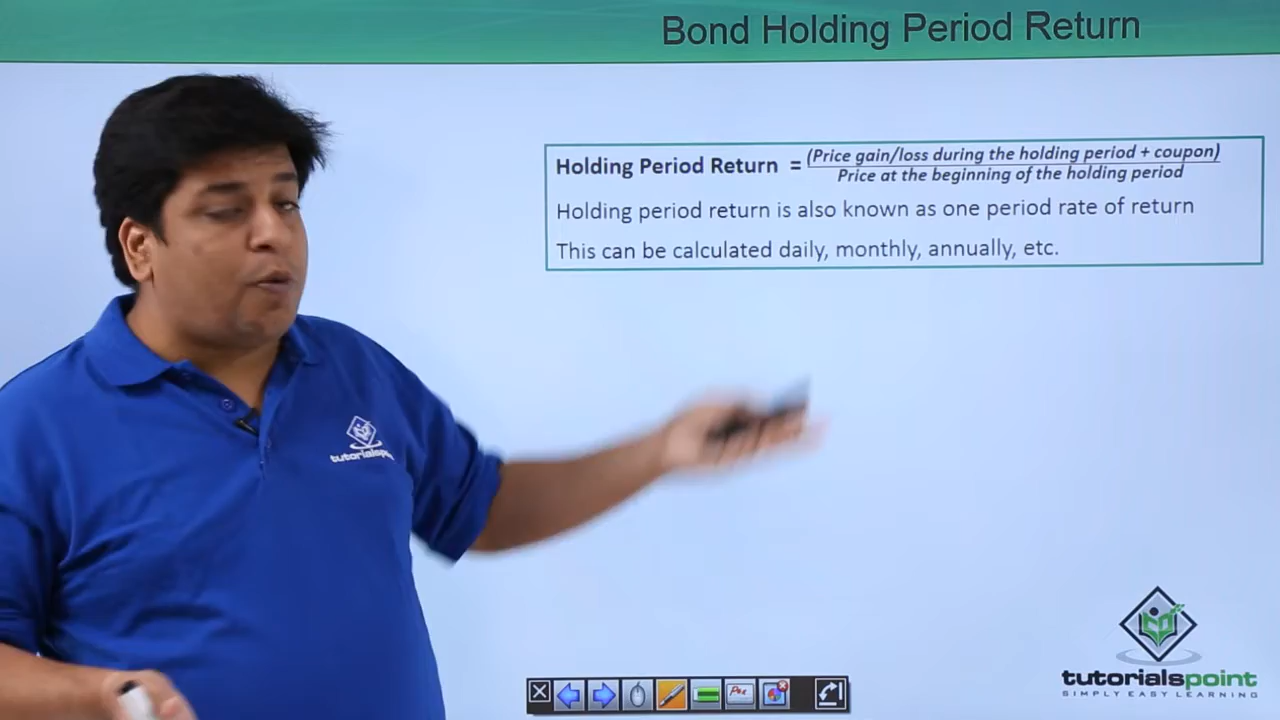 Bond Holding Period Return
Holding Period Return = (Price gain/loss during the holding period + coupon)
Price at the beginning of the holding period
Holding period return is also known as one period rate of return
This can be calculated daily, monthly, annually, etc.
tutorialspoint
tutorialspoint
SIMPLY EASY LEARNING